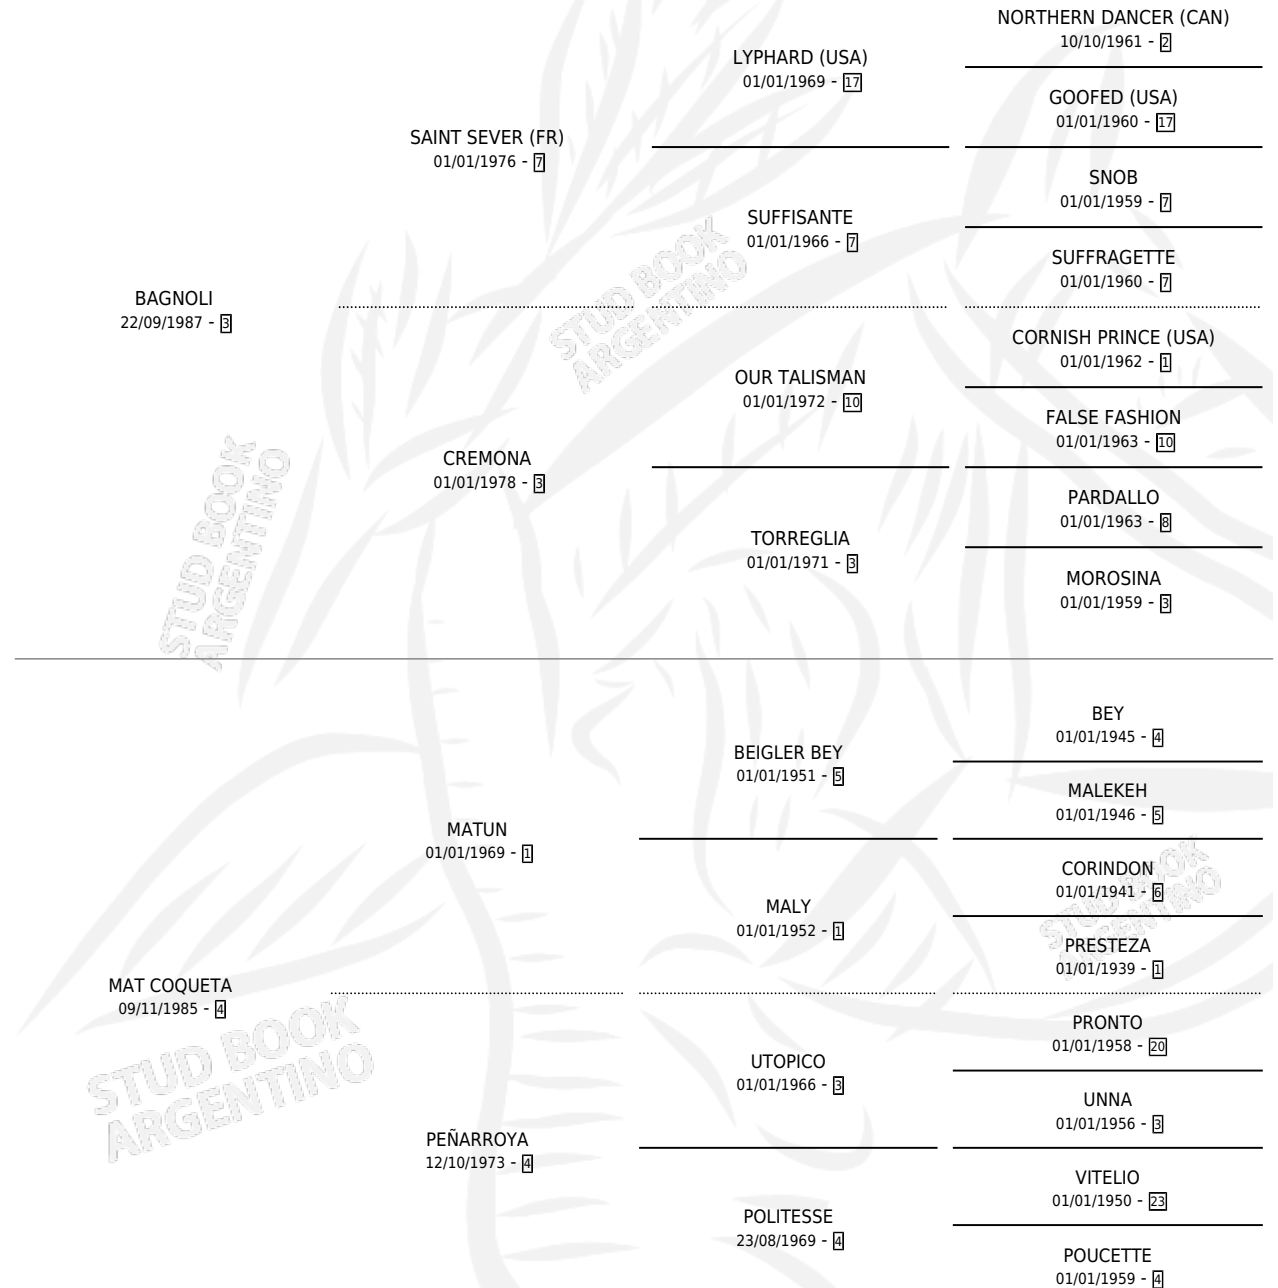 NORTHERN DANCER (CAN)
10/10/1961 - 2
LYPHARD (USA)
01/01/1969 - 17
GOOFED (USA)
01/01/1960 - 17
SAINT SEVER (FR)
01/01/1976 - 7
SNOB
01/01/1959 - 7
SUFFISANTE
01/01/1966 - 7
SUFFRAGETTE
01/01/1960 - 7
BAGNOLI
22/09/1987 - 3
CORNISH PRINCE (USA)
01/01/1962 - 1
OUR TALISMAN
01/01/1972 - 10
FALSE FASHION
01/01/1963 - 10
CREMONA
01/01/1978 - 3
PARDALLO
01/01/1963 - 8
TORREGLIA
01/01/1971 - 3
MOROSINA
01/01/1959 - 3
BEY
01/01/1945 - 4
BEIGLER BEY
01/01/1951 - 5
MALEKEH
01/01/1946 - 5
MATUN
01/01/1969 - 1
CORINDON
01/01/1941 - 6
MALY
01/01/1952 - 1
PRESTEZA
01/01/1939 - 1
MAT COQUETA
09/11/1985 - 4
PRONTO
01/01/1958 - 20
UTOPICO
01/01/1966 - 3
UNNA
01/01/1956 - 3
PEÑARROYA
12/10/1973 - 4
VITELIO
01/01/1950 - 23
POLITESSE
23/08/1969 - 4
POUCETTE
01/01/1959 - 4
STUD BOOK
ARGENTINO
STUD BOOK
ARGENTINO
STUD BOOK
ARGENTINO
STUD BOOK
ARGENTINO